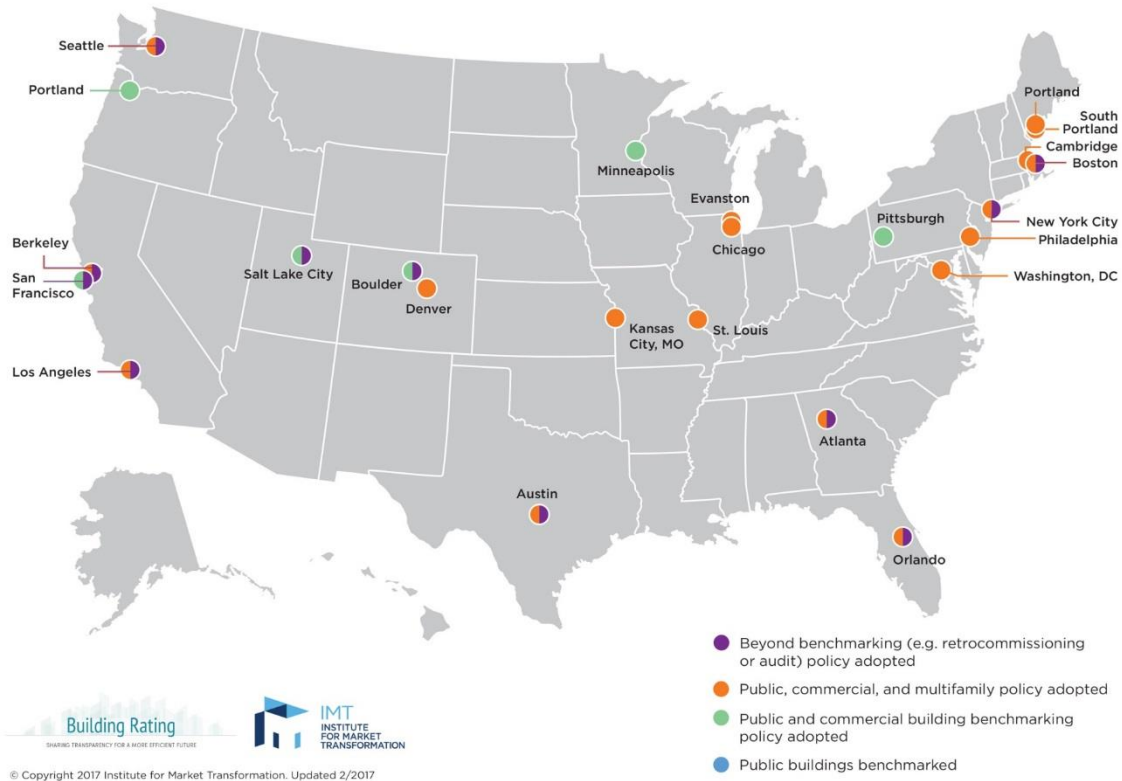 Seattle
Portland
Berkeley
San
Francisco
Los Angeles
Salt Lake City
Boulder
Denver
Minneapolis
Evanston
Chicago
Kansas
City, MO
St. Louis
Austin
Atlanta
Orlando
Pittsburgh
Portland
South
Portland
Cambridge
Boston
New York City
Philadelphia
Washington, DC
Beyond benchmarking (e.g. retrocommissioning
or audit) policy adopted
Public, commercial, and multifamily policy adopted
Public and commercial building benchmarking
policy adopted
Public buildings benchmarked
Building Rating
SHARING TRANSPARENCY FOR A MORE EFFICIENT FUTURE
IMT
INSTITUTE
FOR MARKET
TRANSFORMATION
© Copyright 2017 Institute for Market Transformation. Updated 2/2017